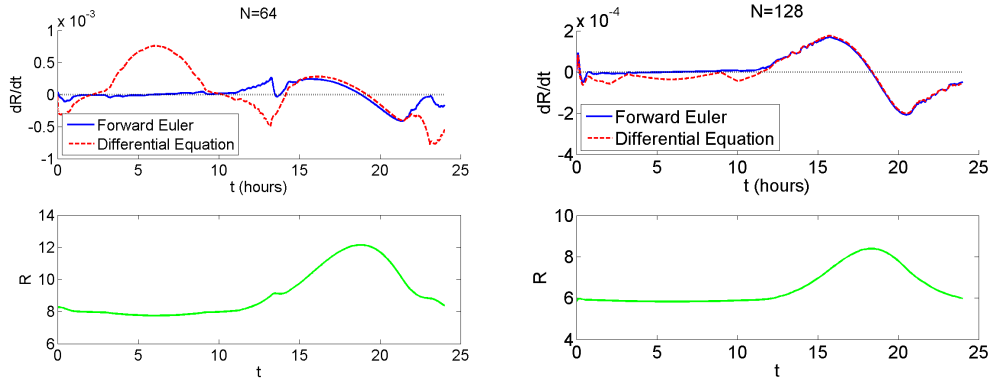 N=64
x 10^-3
1
0.5
0
-0.5
-1
dR/dt
Forward Euler
Differential Equation
0 5 10 15 20 25
t (hours)
14
12
10
8
6
R
0 5 10 15 20 25
t
N=128
x 10^-4
2
0
-2
-4
dR/dt
Forward Euler
Differential Equation
0 5 10 15 20 25
t (hours)
10
8
6
4
R
0 5 10 15 20 25
t